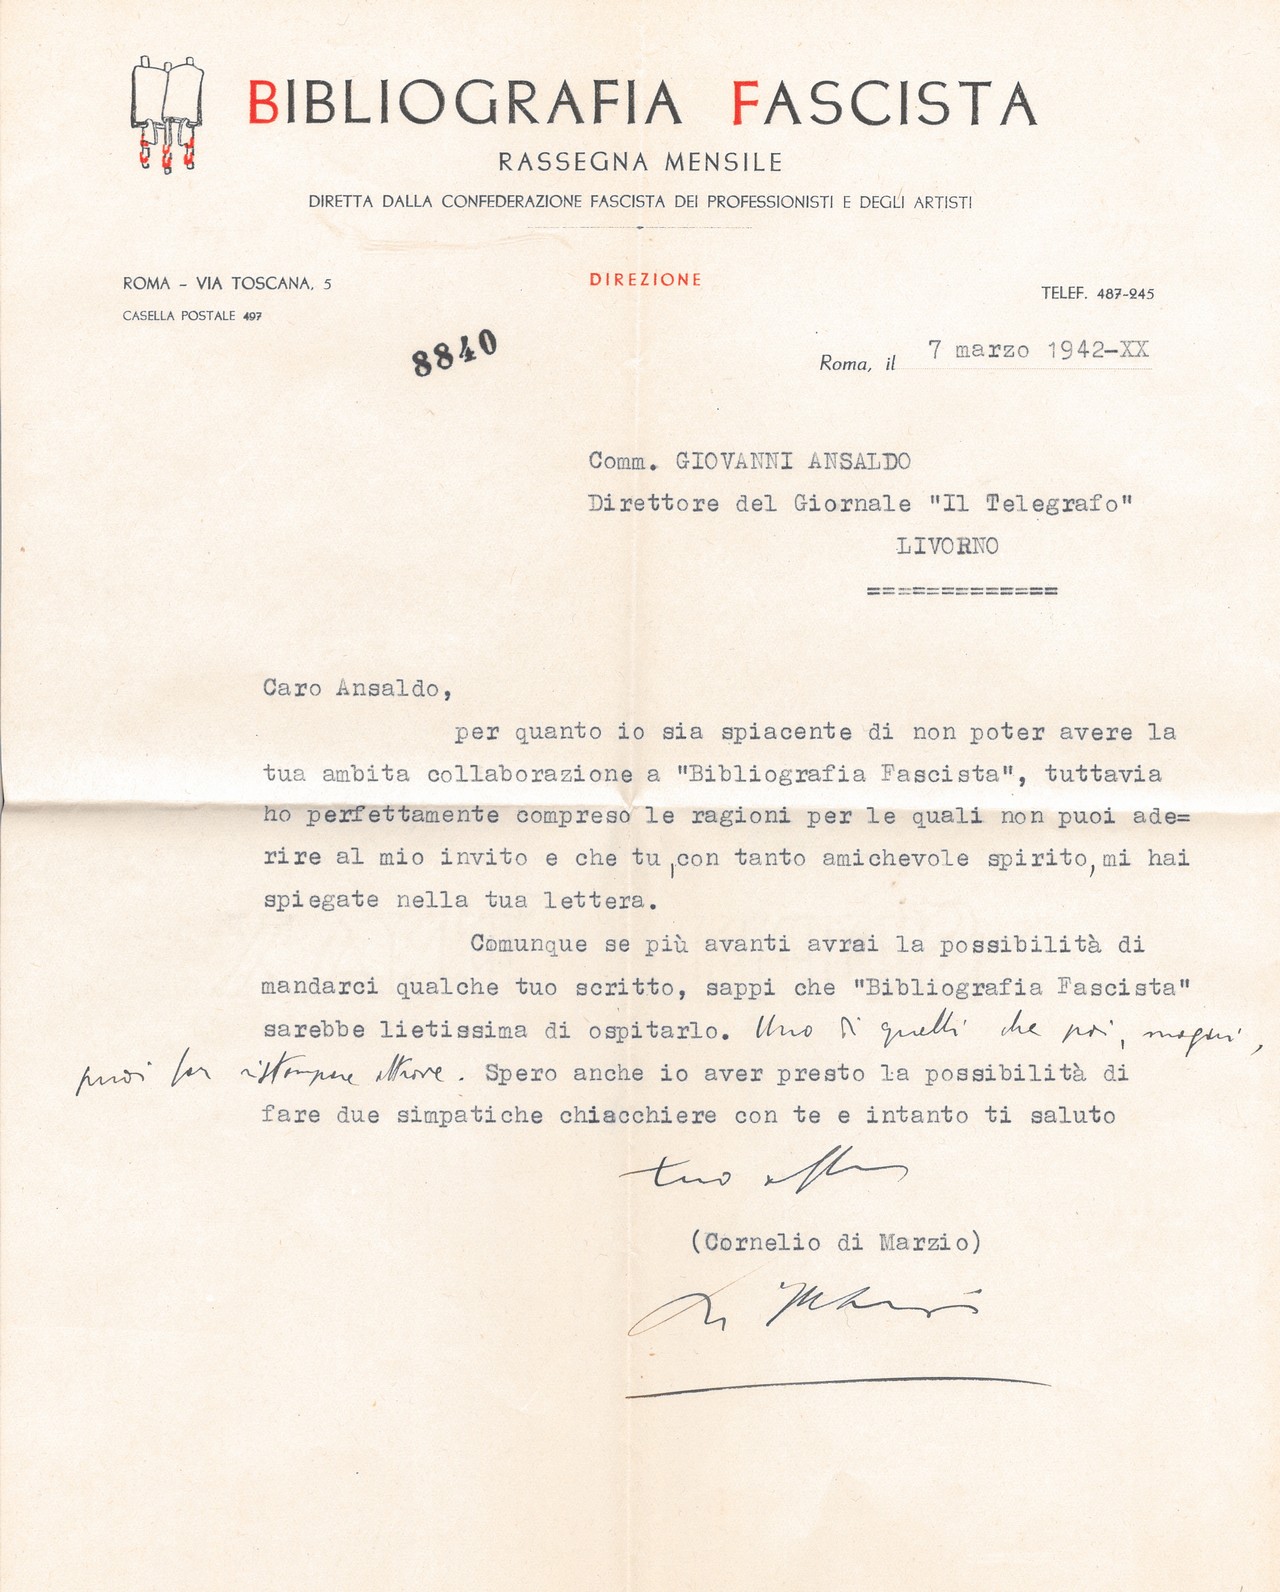 BIBLIOGRAFIA FASCISTA
RASSEGNA MENSILE
DIRETTA DALLA CONFEDERAZIONE FASCISTA DEI PROFESSIONISTI E DEGLI ARTISTI
ROMA - VIA TOSCANA, 5
DIREZIONE
TELEF. 487-245
CASELLA POSTALE 497
8840
Roma, il 7 marzo 1942-XX
Comm. GIOVANNI ANSALDO
Direttore del Giornale "Il Telegrafo"
LIVORNO
=============
Caro Ansaldo,
per quanto io sia spiacente di non poter avere la
tua ambita collaborazione a "Bibliografia Fascista", tuttavia
ho perfettamente compreso le ragioni per le quali non puoi ade=
rire al mio invito e che tu, con tanto amichevole spirito, mi hai
spiegate nella tua lettera.
Comunque se più avanti avrai la possibilità di
mandarci qualche tuo scritto, sappi che "Bibliografia Fascista"
sarebbe lietissima di ospitarlo. Uno di quelli che poi, magari,
puoi far ristampare altrove. Spero anche io aver presto la possibilità di
fare due simpatiche chiacchiere con te e intanto ti saluto
tuo
(Cornelio di Marzio)
Di Marzio